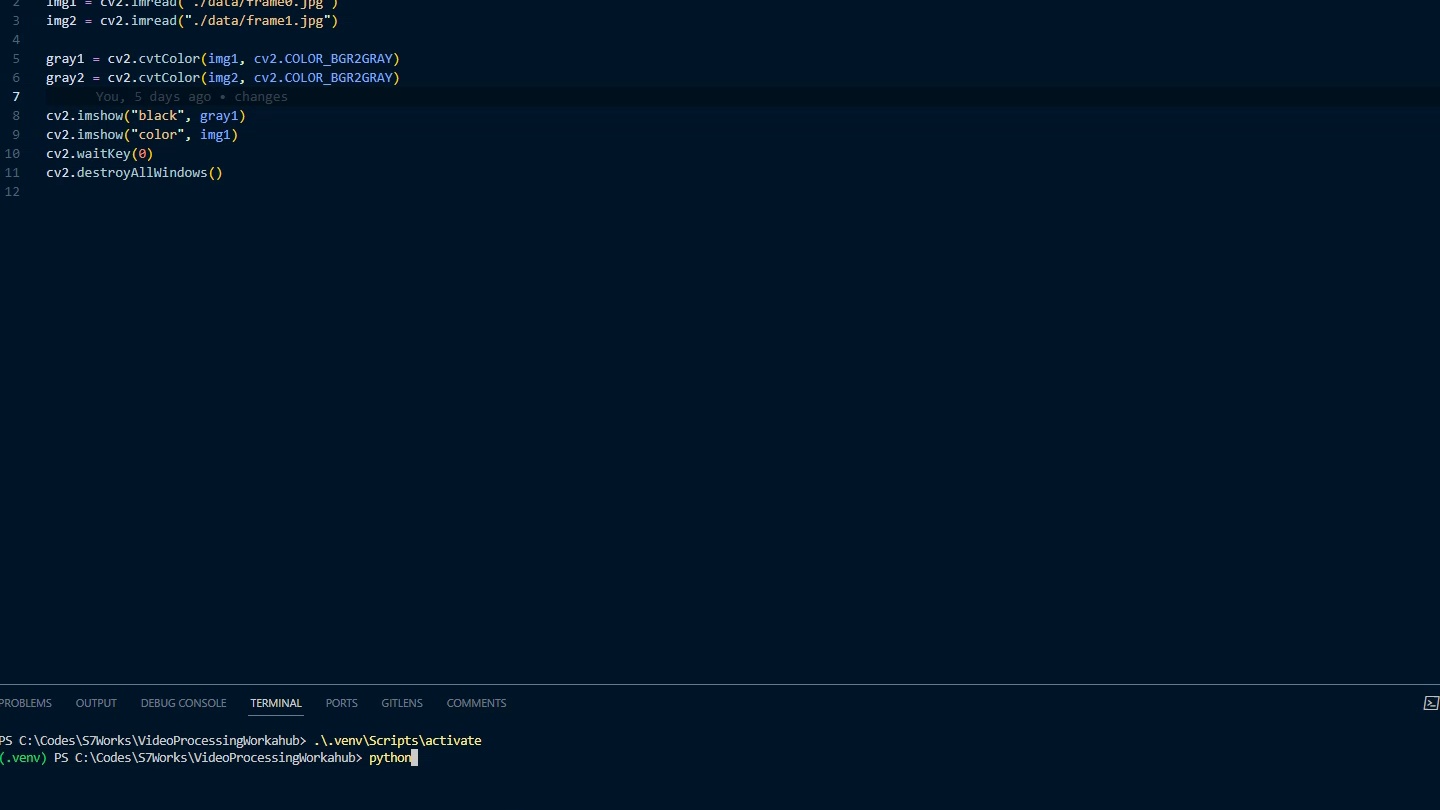 2 img1 = cv2.imread("./data/frame0.jpg")
3 img2 = cv2.imread("./data/frame1.jpg")
4
5 gray1 = cv2.cvtColor(img1, cv2.COLOR_BGR2GRAY)
6 gray2 = cv2.cvtColor(img2, cv2.COLOR_BGR2GRAY)
7 You, 5 days ago • changes
8 cv2.imshow("black", gray1)
9 cv2.imshow("color", img1)
10 cv2.waitKey(0)
11 cv2.destroyAllWindows()
12
PROBLEMS OUTPUT DEBUG CONSOLE TERMINAL PORTS GITLENS COMMENTS
PS C:\Codes\S7Works\VideoProcessingWorkahub> .\.venv\Scripts\activate
(.venv) PS C:\Codes\S7Works\VideoProcessingWorkahub> python